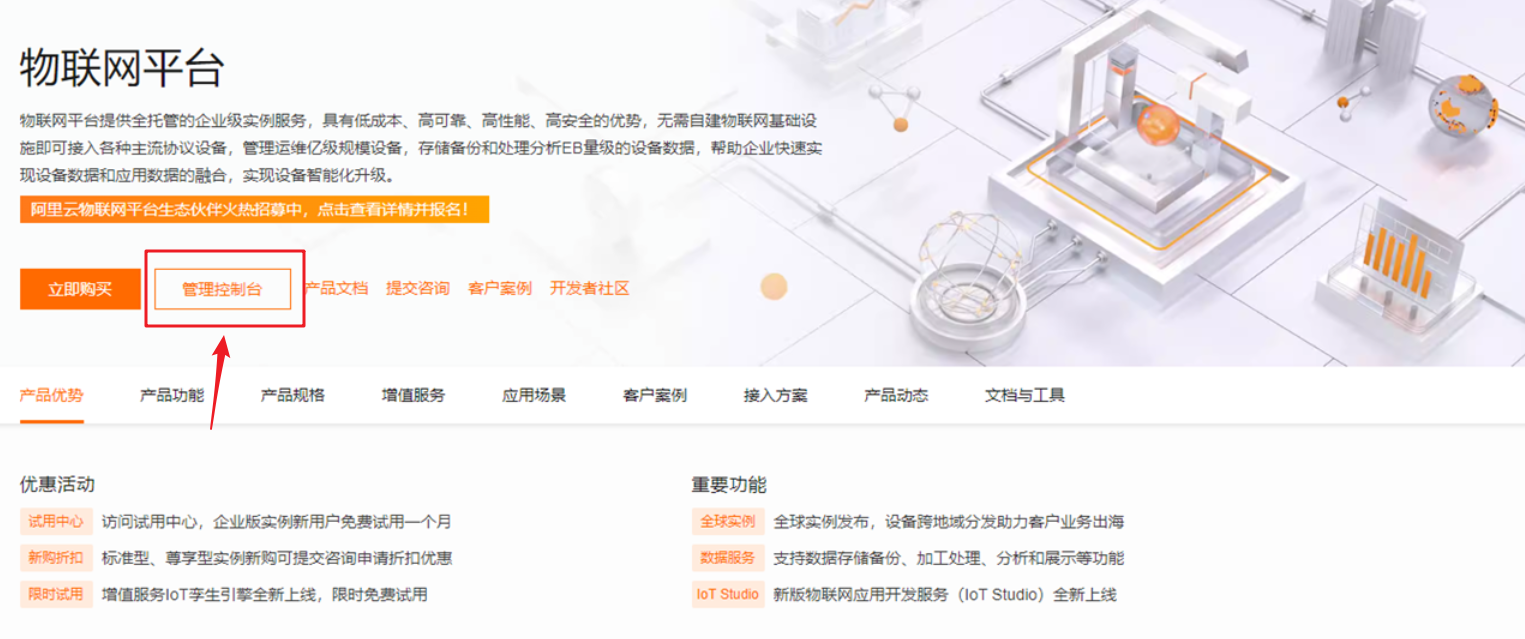 物联网平台
物联网平台提供全托管的企业级实例服务，具有低成本、高可靠、高性能、高安全的优势，无需自建物联网基础设
施即可接入各种主流协议设备，管理运维亿级规模设备，存储备份和处理分析EB量级的设备数据，帮助企业快速实
现设备数据和应用数据的融合，实现设备智能化升级。
阿里云物联网平台生态伙伴火热招募中，点击查看详情并报名！
立即购买 管理控制台 产品文档 提交咨询 客户案例 开发者社区
产品优势 产品功能 产品规格 增值服务 应用场景 客户案例 接入方案 产品动态 文档与工具
优惠活动
试用中心 访问试用中心，企业版实例新用户免费试用一个月
新购折扣 标准型、尊享型实例新购可提交咨询申请折扣优惠
限时试用 增值服务IoT孪生引擎全新上线，限时免费试用
重要功能
全球实例 全球实例发布，设备跨地域分发助力客户业务出海
数据服务 支持数据存储备份、加工处理、分析和展示等功能
IoT Studio 新版物联网应用开发服务（IoT Studio）全新上线